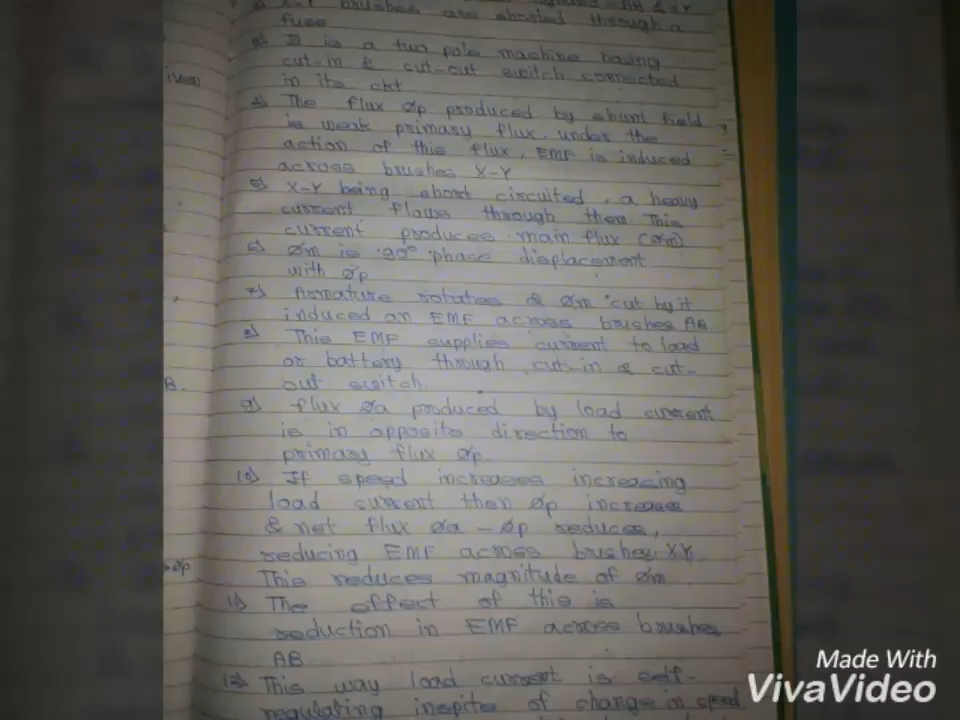 X-Y brushes are shorted through a
fuse
3) It is a two pole machine having
cut-in & cut-out switch connected
in its ckt
4) The flux øp produced by shunt field
is weak primary flux. under the
action of this flux, EMF is induced
across brushes X-Y
5) X-Y being short circuited, a heavy
current flows through them. This
current produces main flux (øm)
6) øm is 90° phase displacement
with øp
7) Armature rotates & øm cut by it
induced an EMF across brushes AB
8) This EMF supplies current to load
or battery through cut-in & cut-
out switch.
9) flux øa produced by load current
is in opposite direction to
primary flux øp.
10) If speed increases increasing
load current then øp increases
& net flux øa - øp reduces,
reducing EMF across brushes XY.
This reduces magnitude of øm
11) The effect of this is
reduction in EMF across brushes
AB
12) This way load current is self-
regulating inspite of change in speed
B.
øp
Made With
VivaVideo